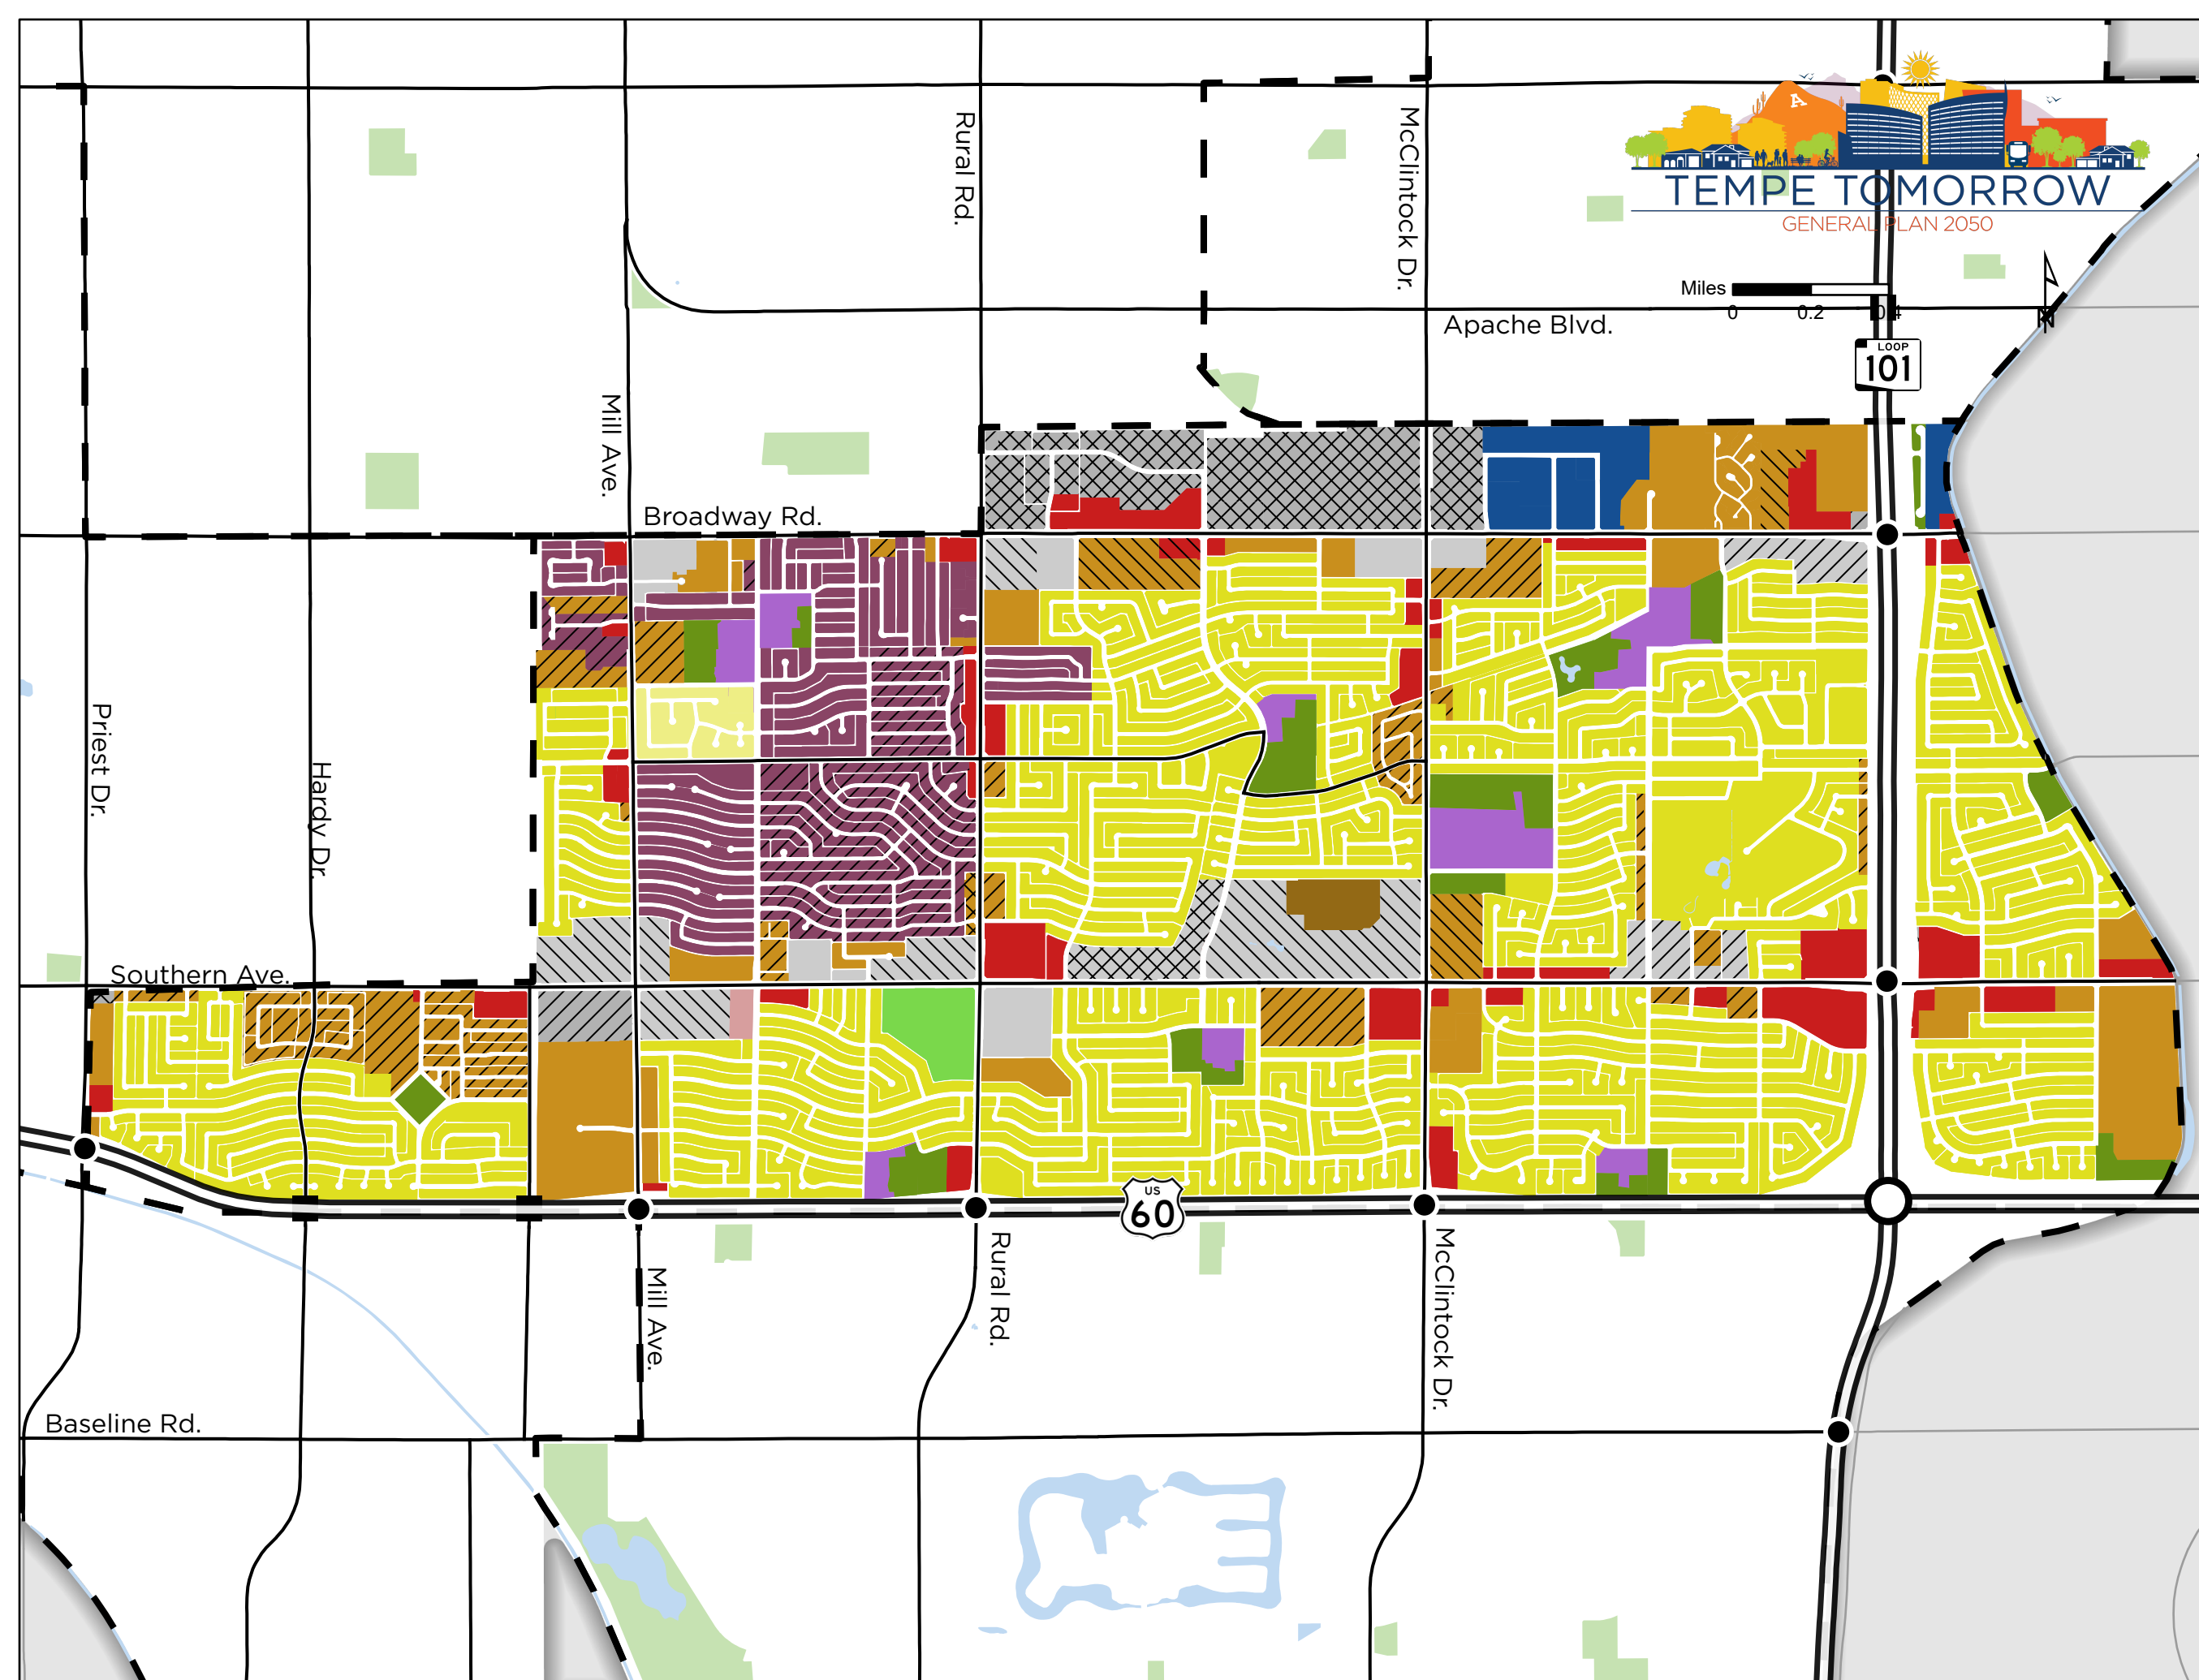 Rural Rd.
McClintock Dr.
A
TEMPE TOMORROW
GENERAL PLAN 2050
Miles
0 0.2 0.4
N
Apache Blvd.
LOOP
101
Mill Ave.
Broadway Rd.
Priest Dr.
Hardy Dr.
Southern Ave.
US
60
Rural Rd.
McClintock Dr.
Mill Ave.
Baseline Rd.